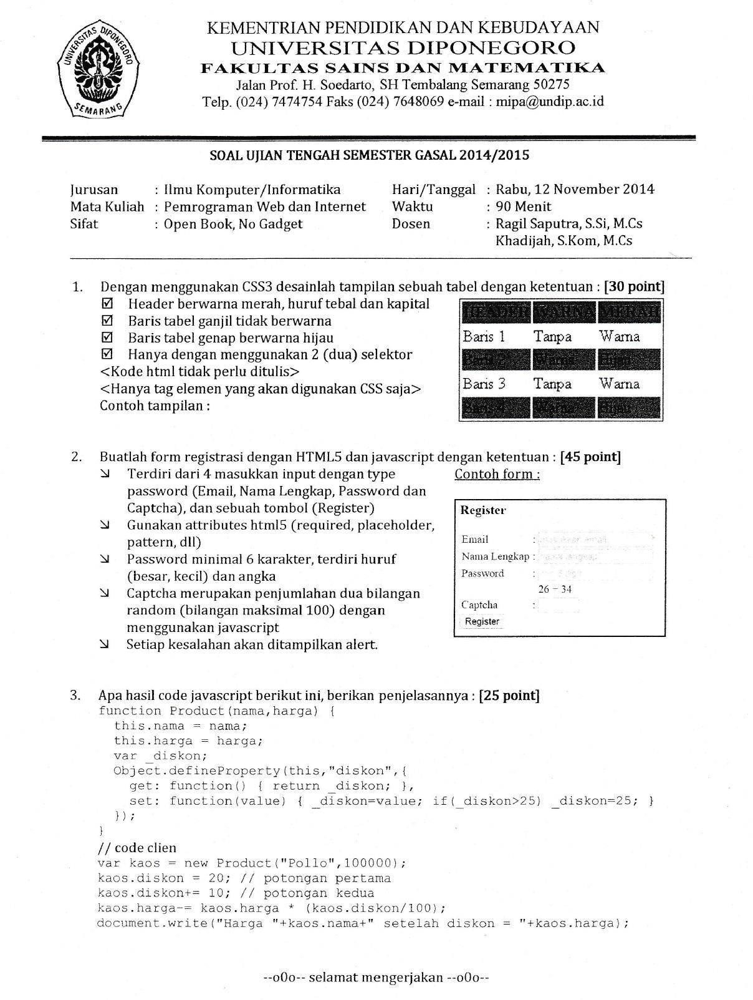 UNIVERSITAS DIPONEGORO
SEMARANG
KEMENTRIAN PENDIDIKAN DAN KEBUDAYAAN
UNIVERSITAS DIPONEGORO
FAKULTAS SAINS DAN MATEMATIKA
Jalan Prof. H. Soedarto, SH Tembalang Semarang 50275
Telp. (024) 7474754 Faks (024) 7648069 e-mail : mipa@undip.ac.id
SOAL UJIAN TENGAH SEMESTER GASAL 2014/2015
Jurusan : Ilmu Komputer/Informatika Hari/Tanggal : Rabu, 12 November 2014
Mata Kuliah : Pemrograman Web dan Internet Waktu : 90 Menit
Sifat : Open Book, No Gadget Dosen : Ragil Saputra, S.Si, M.Cs
Khadijah, S.Kom, M.Cs
1. Dengan menggunakan CSS3 desainlah tampilan sebuah tabel dengan ketentuan : [30 point]
☑ Header berwarna merah, huruf tebal dan kapital
☑ Baris tabel ganjil tidak berwarna
☑ Baris tabel genap berwarna hijau
☑ Hanya dengan menggunakan 2 (dua) selektor
<Kode html tidak perlu ditulis>
<Hanya tag elemen yang akan digunakan CSS saja>
Contoh tampilan :
HEADER WARNA MERAH
Baris 1 Tanpa Warna
Baris 2 Warna Hijau
Baris 3 Tanpa Warna
Baris 4 Warna Hijau
2. Buatlah form registrasi dengan HTML5 dan javascript dengan ketentuan : [45 point]
Terdiri dari 4 masukkan input dengan type
password (Email, Nama Lengkap, Password dan
Captcha), dan sebuah tombol (Register)
Gunakan attributes html5 (required, placeholder,
pattern, dll)
Password minimal 6 karakter, terdiri huruf
(besar, kecil) dan angka
Captcha merupakan penjumlahan dua bilangan
random (bilangan maksimal 100) dengan
menggunakan javascript
Setiap kesalahan akan ditampilkan alert.
Contoh form :
Register
Email :
Nama Lengkap :
Password :
26 34
Captcha :
Register
3. Apa hasil code javascript berikut ini, berikan penjelasannya : [25 point]
function Product(nama,harga) {
this.nama = nama;
this.harga = harga;
var _diskon;
Object.defineProperty(this,"diskon",{
get: function() { return _diskon; },
set: function(value) { _diskon=value; if(_diskon>25) _diskon=25; }
});
}
// code clien
var kaos = new Product("Pollo",100000);
kaos.diskon = 20; // potongan pertama
kaos.diskon+= 10; // potongan kedua
kaos.harga-= kaos.harga * (kaos.diskon/100);
document.write("Harga "+kaos.nama+" setelah diskon = "+kaos.harga);
--o0o-- selamat mengerjakan --o0o--